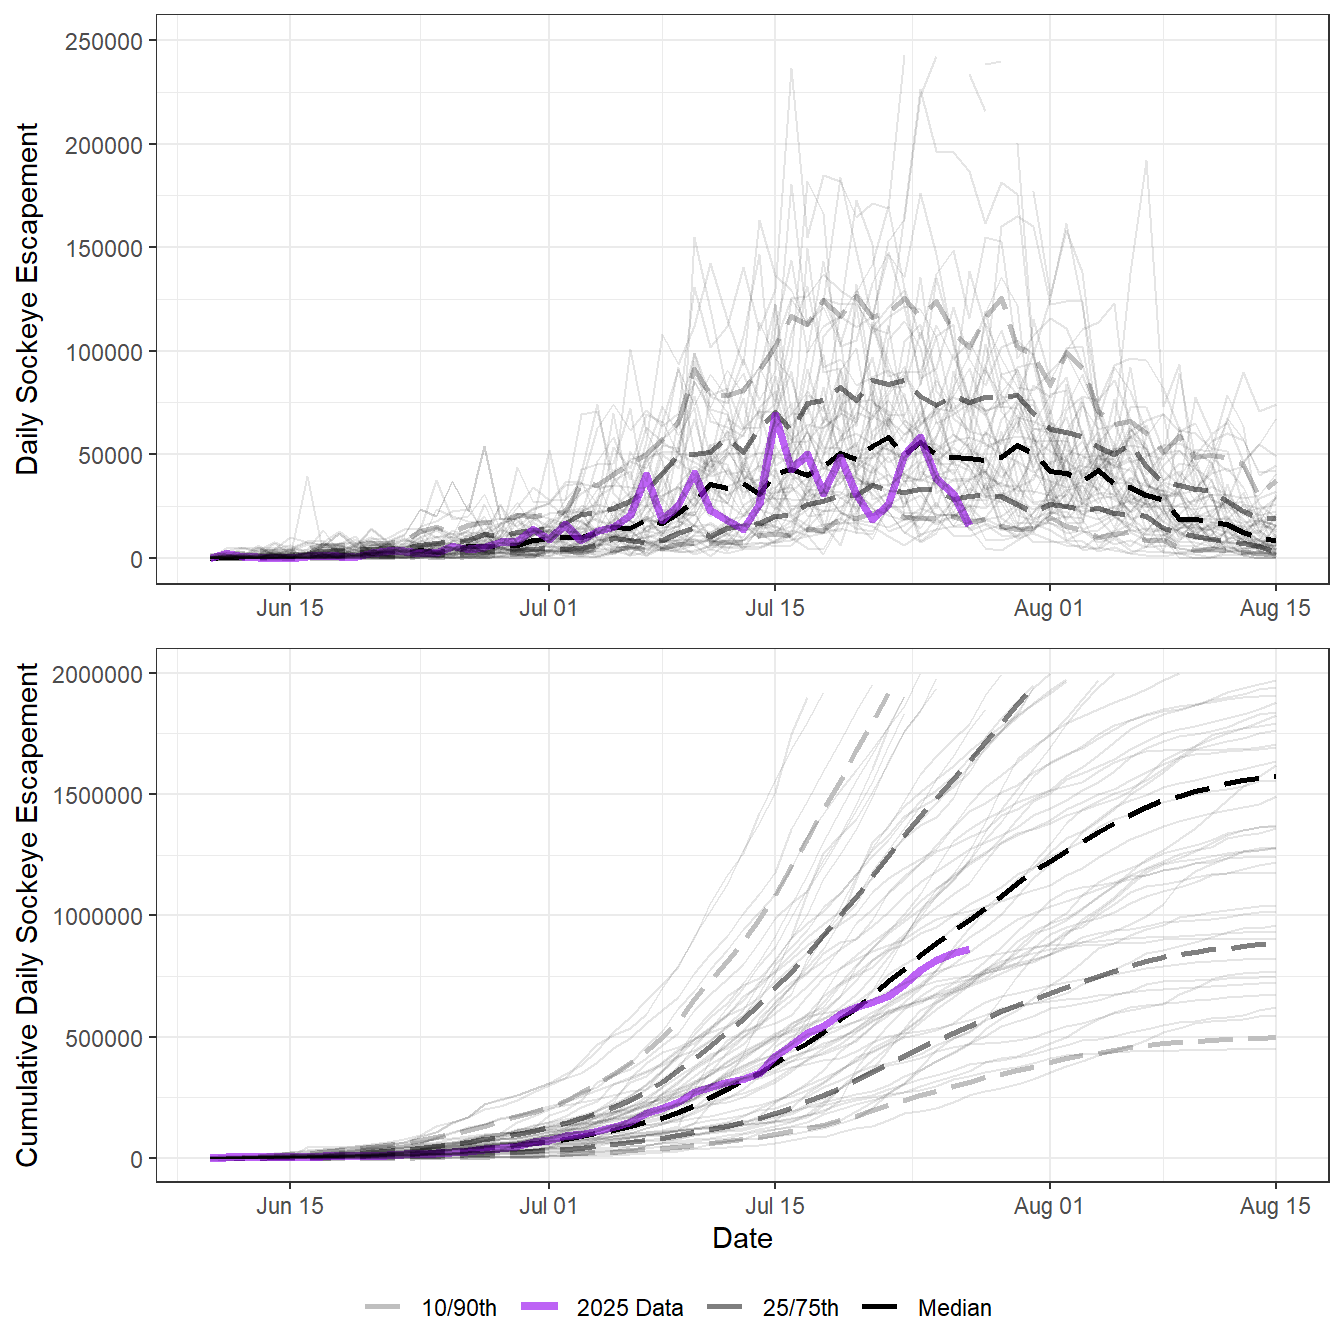 Daily Sockeye Escapement
250000
200000
150000
100000
50000
0
Jun 15
Jul 01
Jul 15
Aug 01
Aug 15
Cumulative Daily Sockeye Escapement
2000000
1500000
1000000
500000
0
Jun 15
Jul 01
Jul 15
Aug 01
Aug 15
Date
10/90th
2025 Data
25/75th
Median